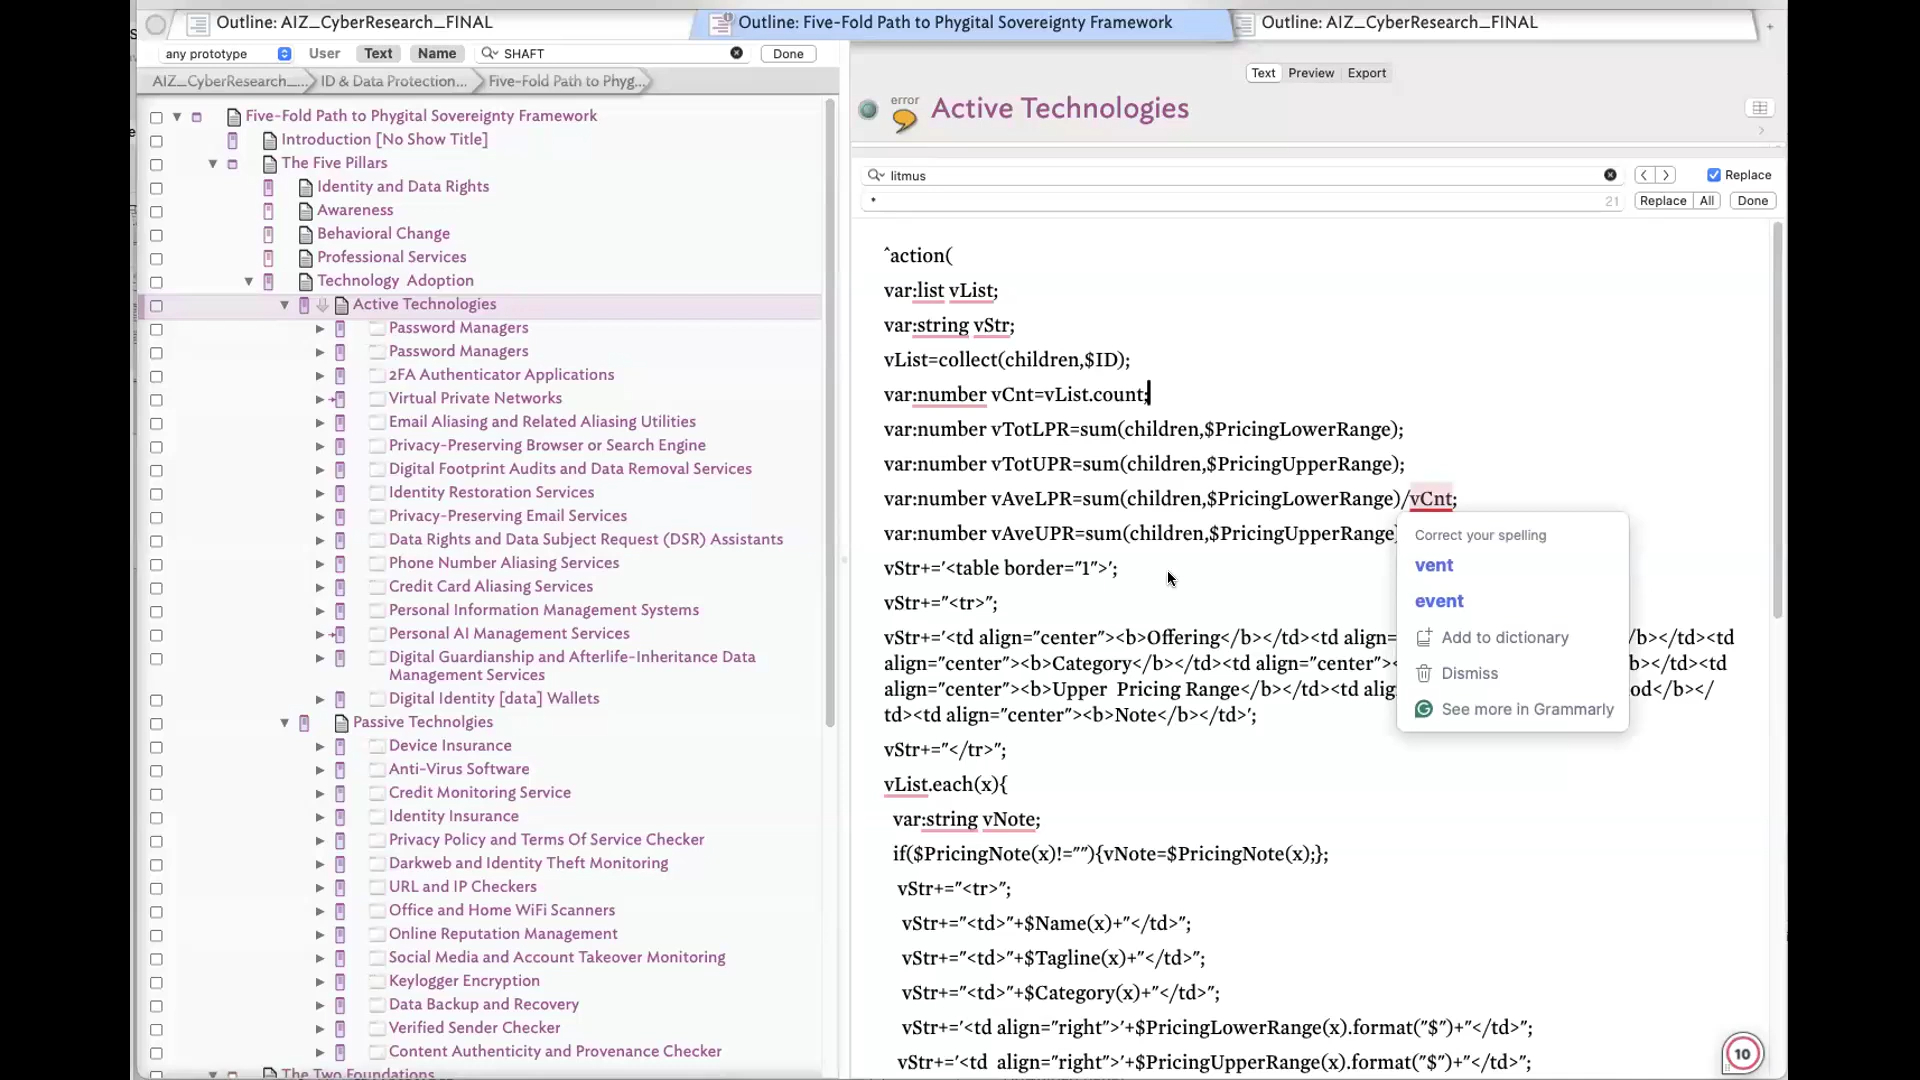 Outline: AIZ_CyberResearch_FINAL
Outline: Five-Fold Path to Phygital Sovereignty Framework
Outline: AIZ_CyberResearch_FINAL
any prototype
User
Text
Name
SHAFT
Done
AIZ_CyberResearch_...
ID & Data Protection...
Five-Fold Path to Phyg...
Five-Fold Path to Phygital Sovereignty Framework
Introduction [No Show Title]
The Five Pillars
Identity and Data Rights
Awareness
Behavioral Change
Professional Services
Technology Adoption
Active Technologies
Password Managers
Password Managers
2FA Authenticator Applications
Virtual Private Networks
Email Aliasing and Related Aliasing Utilities
Privacy-Preserving Browser or Search Engine
Digital Footprint Audits and Data Removal Services
Identity Restoration Services
Privacy-Preserving Email Services
Data Rights and Data Subject Request (DSR) Assistants
Phone Number Aliasing Services
Credit Card Aliasing Services
Personal Information Management Systems
Personal AI Management Services
Digital Guardianship and Afterlife-Inheritance Data
Management Services
Digital Identity [data] Wallets
Passive Technolgies
Device Insurance
Anti-Virus Software
Credit Monitoring Service
Identity Insurance
Privacy Policy and Terms Of Service Checker
Darkweb and Identity Theft Monitoring
URL and IP Checkers
Office and Home WiFi Scanners
Online Reputation Management
Social Media and Account Takeover Monitoring
Keylogger Encryption
Data Backup and Recovery
Verified Sender Checker
Content Authenticity and Provenance Checker
The Two Foundations
Text
Preview
Export
error
Active Technologies
litmus
Replace
21
Replace
All
Done
^action(
var:list vList;
var:string vStr;
vList=collect(children,$ID);
var:number vCnt=vList.count;
var:number vTotLPR=sum(children,$PricingLowerRange);
var:number vTotUPR=sum(children,$PricingUpperRange);
var:number vAveLPR=sum(children,$PricingLowerRange)/vCnt;
var:number vAveUPR=sum(children,$PricingUpperRange)
vStr+='<table border="1">';
vStr+="<tr>";
vStr+='<td align="center"><b>Offering</b></td><td align= /b></td><td
align="center"><b>Category</b></td><td align="center">< b></td><td
align="center"><b>Upper Pricing Range</b></td><td alig od</b></
td><td align="center"><b>Note</b></td>';
vStr+="</tr>";
vList.each(x){
var:string vNote;
if($PricingNote(x)!=""){vNote=$PricingNote(x);};
vStr+="<tr>";
vStr+="<td>"+$Name(x)+"</td>";
vStr+="<td>"+$Tagline(x)+"</td>";
vStr+="<td>"+$Category(x)+"</td>";
vStr+='<td align="right">'+$PricingLowerRange(x).format("$")+"</td>";
vStr+='<td align="right">'+$PricingUpperRange(x).format("$")+"</td>";
Correct your spelling
vent
event
Add to dictionary
Dismiss
See more in Grammarly
10